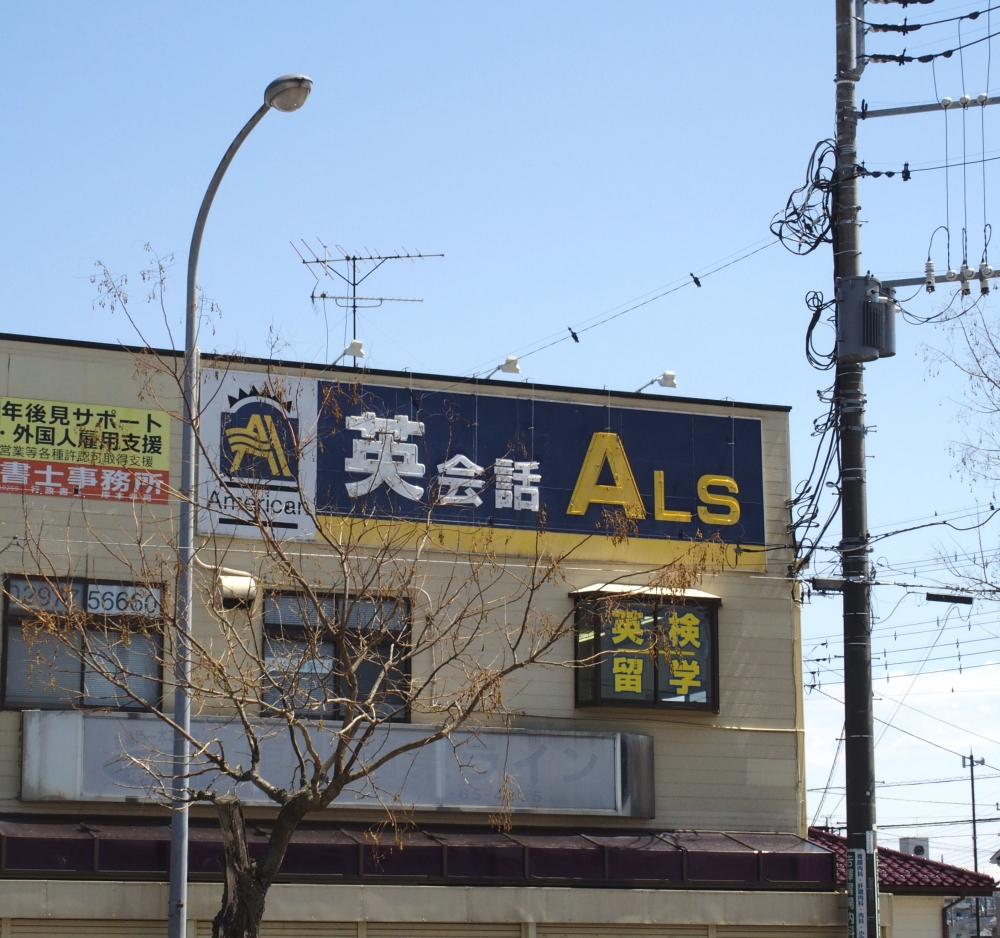 年後見サポート
・外国人雇用支援
営業等各種許認可取得支援
書士事務所
American
英会話 ALS
56660
英検
留学
ライン